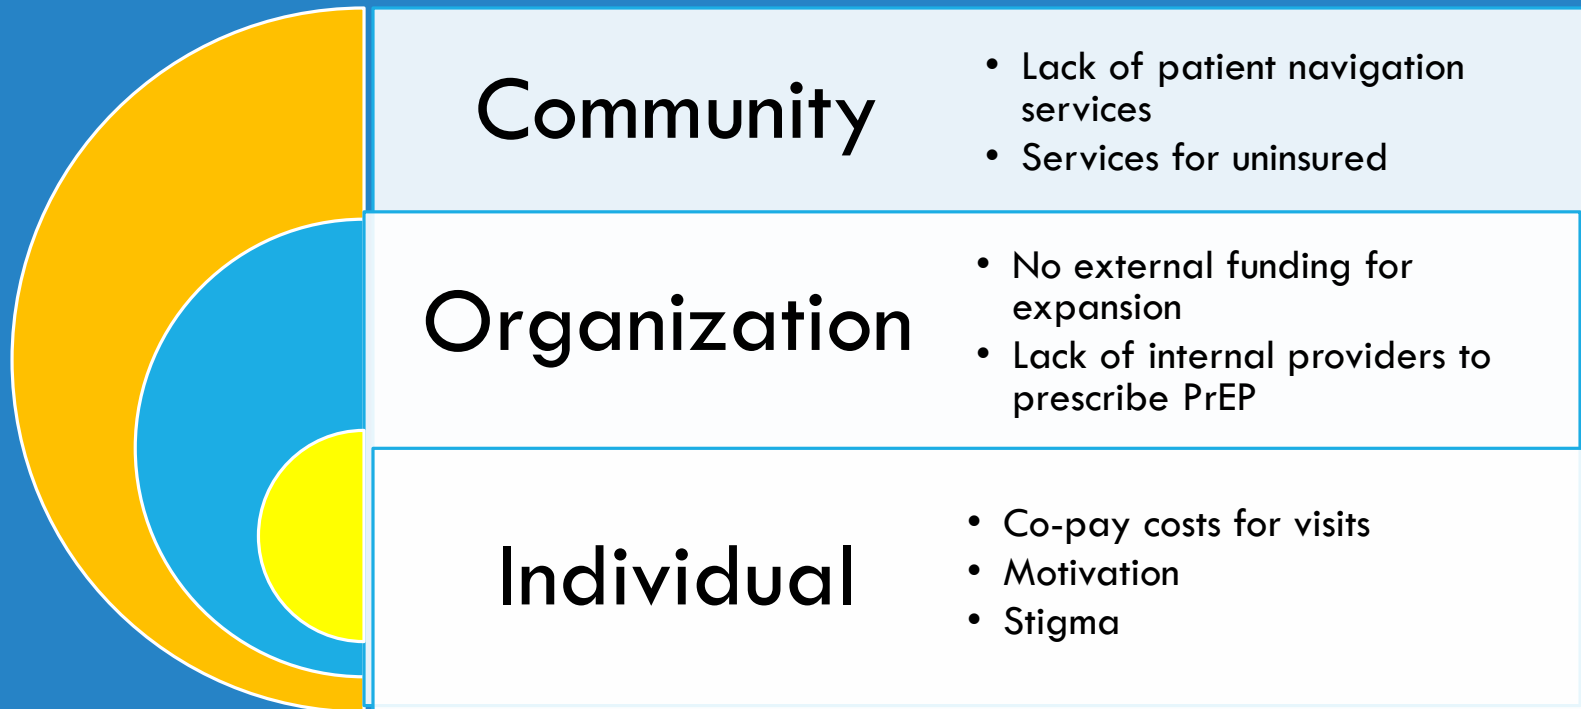 Community
• Lack of patient navigation
services
• Services for uninsured
Organization
• No external funding for
expansion
• Lack of internal providers to
prescribe PrEP
Individual
• Co-pay costs for visits
• Motivation
• Stigma